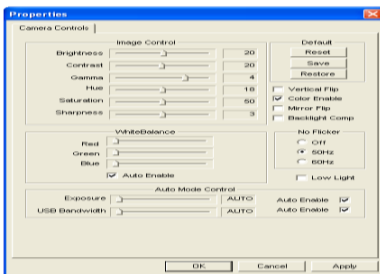 Properties
Camera Controls
Image Control
Brightness 20
Contrast 20
Gamma 4
Hue 18
Saturation 50
Sharpness 3
Default
Reset
Save
Restore
Vertical Flip
Color Enable
Mirror Flip
Backlight Comp
WhiteBalance
Red
Green
Blue
Auto Enable
No Flicker
Off
50Hz
60Hz
Low Light
Auto Mode Control
Exposure AUTO Auto Enable
USB Bandwidth AUTO Auto Enable
OK Cancel Apply